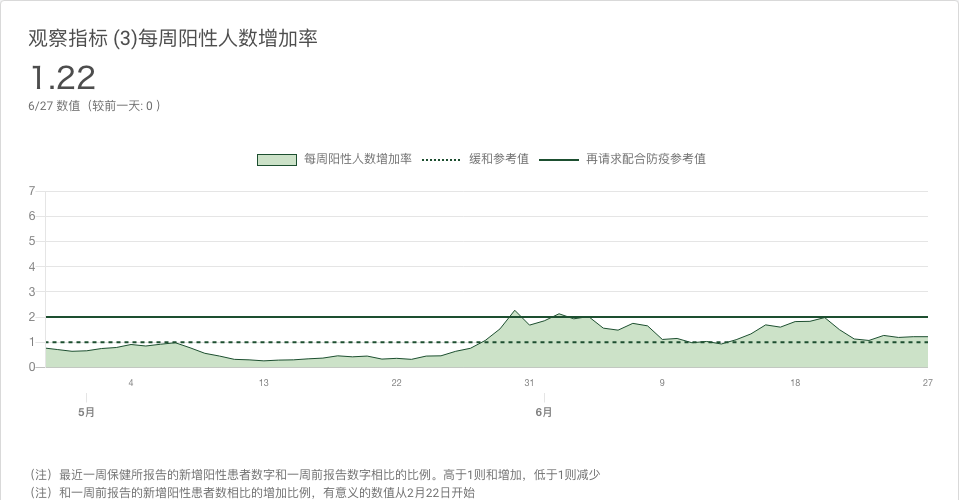 观察指标 (3)每周阳性人数增加率
1.22
6/27 数值（较前一天: 0 ）
每周阳性人数增加率 缓和参考值 再请求配合防疫参考值
7
6
5
4
3
2
1
0
4 13 22 31 9 18 27
5月 6月
（注）最近一周保健所报告的新增阳性患者数字和一周前报告数字相比的比例。高于1则和增加，低于1则减少
（注）和一周前报告的新增阳性患者数相比的增加比例，有意义的数值从2月22日开始